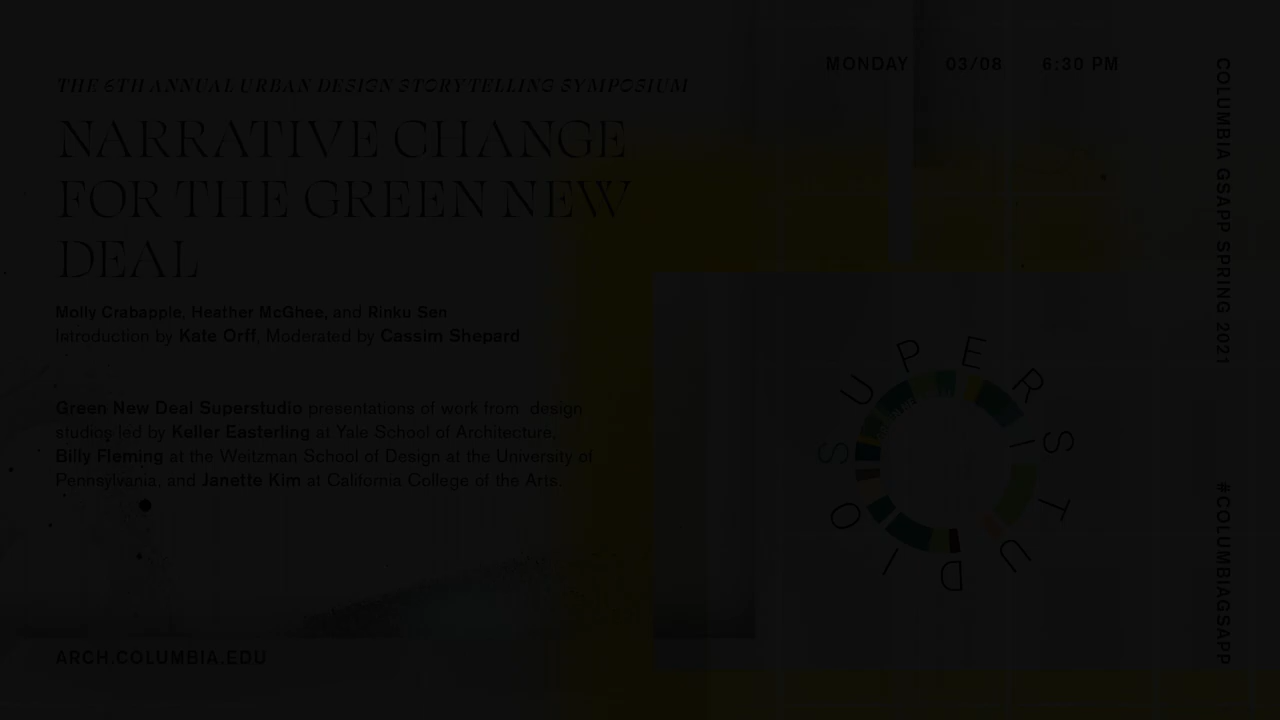 THE 6TH ANNUAL URBAN DESIGN STORYTELLING SYMPOSIUM
NARRATIVE CHANGE
FOR THE GREEN NEW
DEAL
Molly Crabapple, Heather McGhee, and Rinku Sen
Introduction by Kate Orff, Moderated by Cassim Shepard
Green New Deal Superstudio presentations of work from design
studios led by Keller Easterling at Yale School of Architecture,
Billy Fleming at the Weitzman School of Design at the University of
Pennsylvania, and Janette Kim at California College of the Arts.
ARCH.COLUMBIA.EDU
MONDAY 03/08 6:30 PM
SUPERSTUDIO
COLUMBIA GSAPP SPRING 2021
#COLUMBIAGSAPP